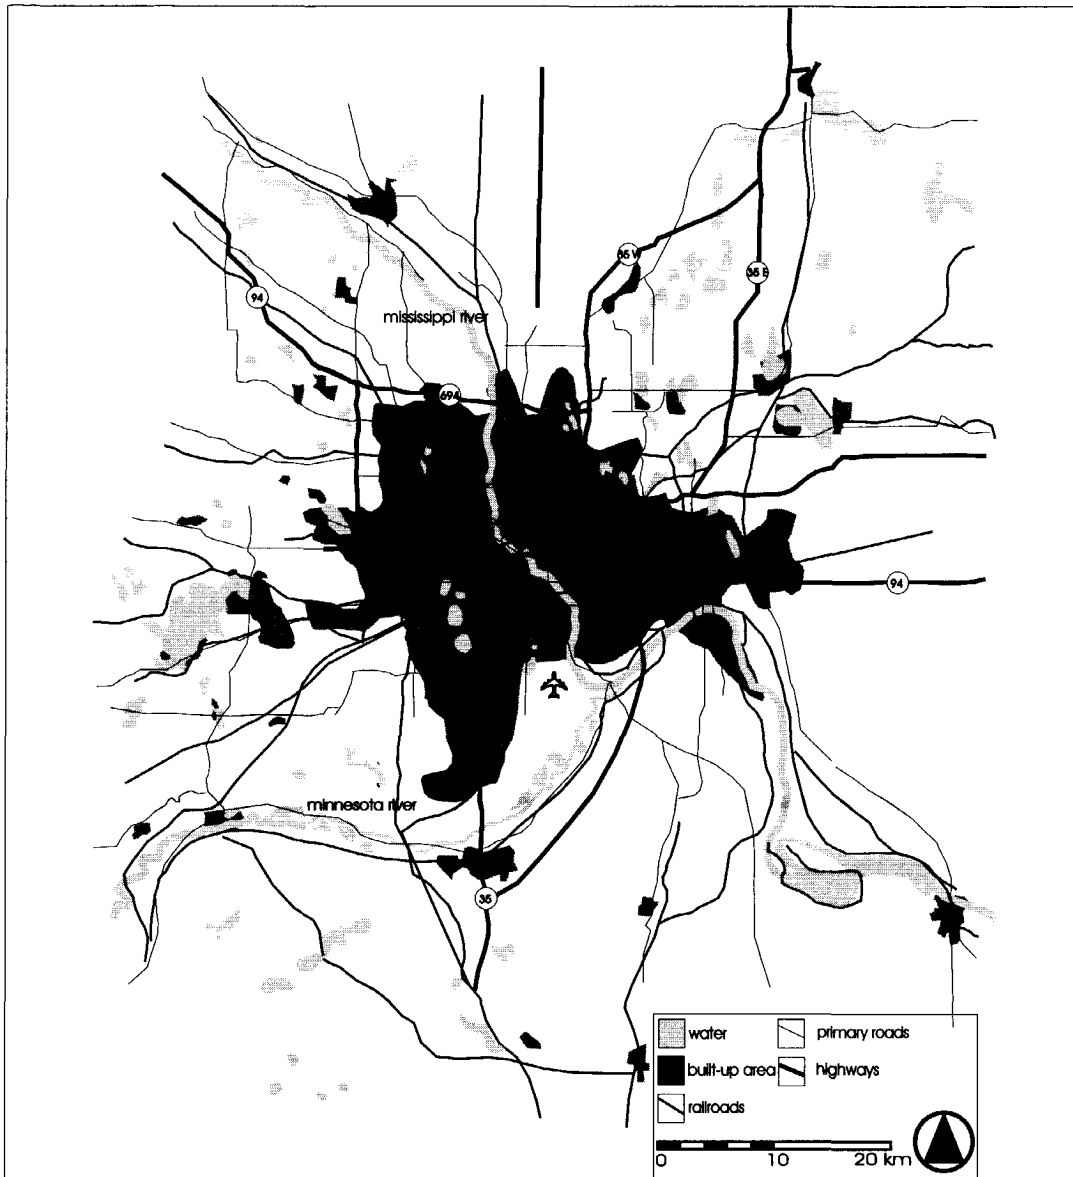 35 W
35 E
94
mississippi river
694
94
minnesota river
35
water
primary roads
built-up area
highways
railroads
0
10
20 km